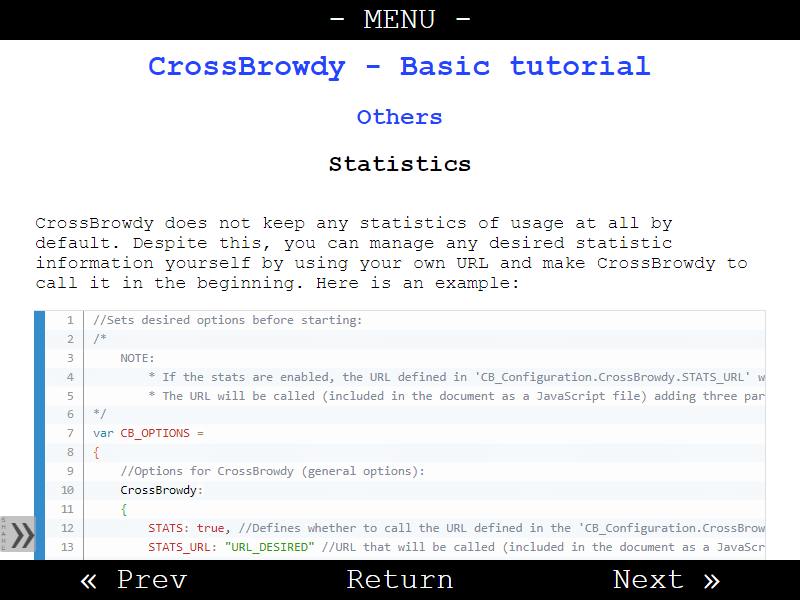 - MENU -
CrossBrowdy - Basic tutorial
Others
Statistics
CrossBrowdy does not keep any statistics of usage at all by
default. Despite this, you can manage any desired statistic
information yourself by using your own URL and make CrossBrowdy to
call it in the beginning. Here is an example:
1 //Sets desired options before starting:
2 /*
3 NOTE:
4 * If the stats are enabled, the URL defined in 'CB_Configuration.CrossBrowdy.STATS_URL' w
5 * The URL will be called (included in the document as a JavaScript file) adding three par
6 */
7 var CB_OPTIONS =
8 {
9 //Options for CrossBrowdy (general options):
10 CrossBrowdy:
11 {
12 STATS: true, //Defines whether to call the URL defined in the 'CB_Configuration.CrossBrow
13 STATS_URL: "URL_DESIRED" //URL that will be called (included in the document as a JavaScr
SHARE »
« Prev Return Next »